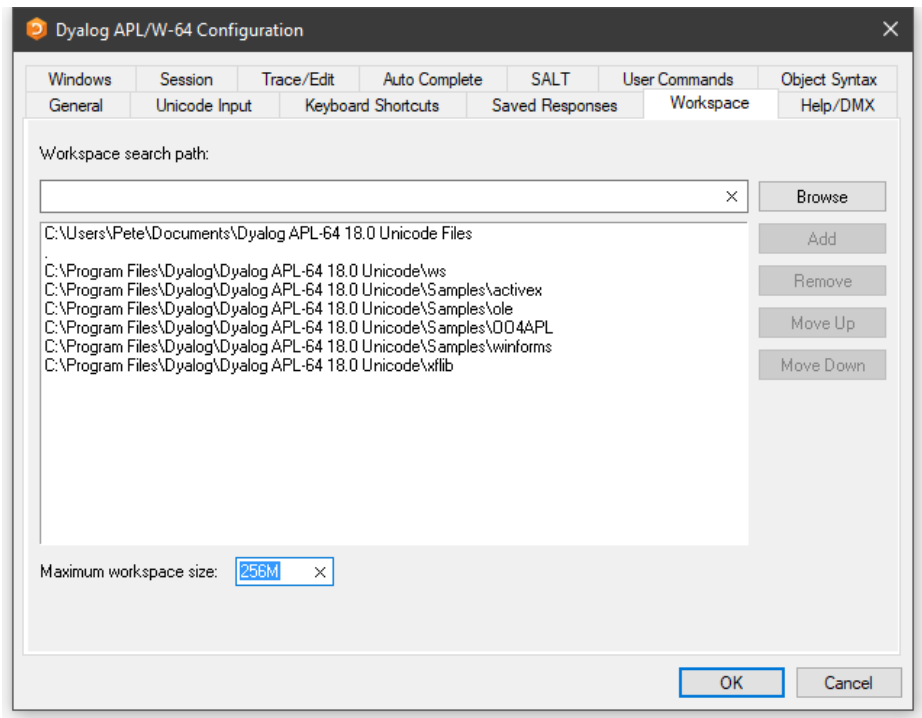 Dyalog APL/W-64 Configuration
Windows Session Trace/Edit Auto Complete SALT User Commands Object Syntax
General Unicode Input Keyboard Shortcuts Saved Responses Workspace Help/DMX
Workspace search path:
Browse
C:\Users\Pete\Documents\Dyalog APL-64 18.0 Unicode Files
Add
.
C:\Program Files\Dyalog\Dyalog APL-64 18.0 Unicode\ws
C:\Program Files\Dyalog\Dyalog APL-64 18.0 Unicode\Samples\activex
Remove
C:\Program Files\Dyalog\Dyalog APL-64 18.0 Unicode\Samples\ole
C:\Program Files\Dyalog\Dyalog APL-64 18.0 Unicode\Samples\OO4APL
Move Up
C:\Program Files\Dyalog\Dyalog APL-64 18.0 Unicode\Samples\winforms
C:\Program Files\Dyalog\Dyalog APL-64 18.0 Unicode\xflib
Move Down
Maximum workspace size: 256M
OK Cancel